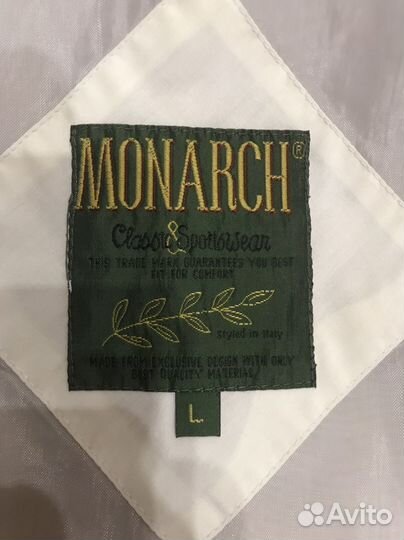 MONARCH®
Classic & Sportswear
THIS TRADE MARK GUARANTEES YOU BEST
FIT FOR COMFORT
Styled in Italy
MADE FROM EXCLUSIVE DESIGN WITH ONLY
BEST QUALITY MATERIAL
L
Avito